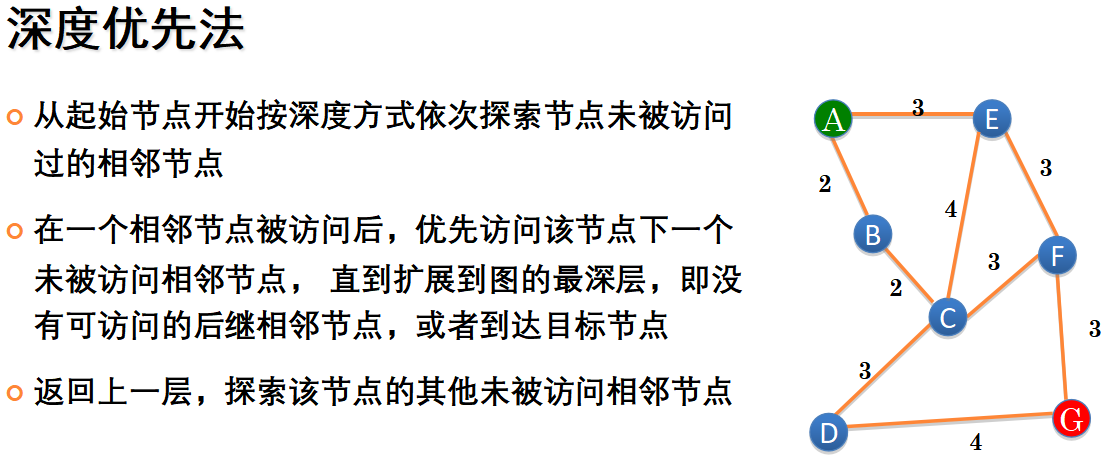 深度优先法
从起始节点开始按深度方式依次探索节点未被访问
过的相邻节点
在一个相邻节点被访问后，优先访问该节点下一个
未被访问相邻节点， 直到扩展到图的最深层，即没
有可访问的后继相邻节点，或者到达目标节点
返回上一层，探索该节点的其他未被访问相邻节点
A
3
E
2
3
4
B
F
3
2
C
3
3
D
4
G